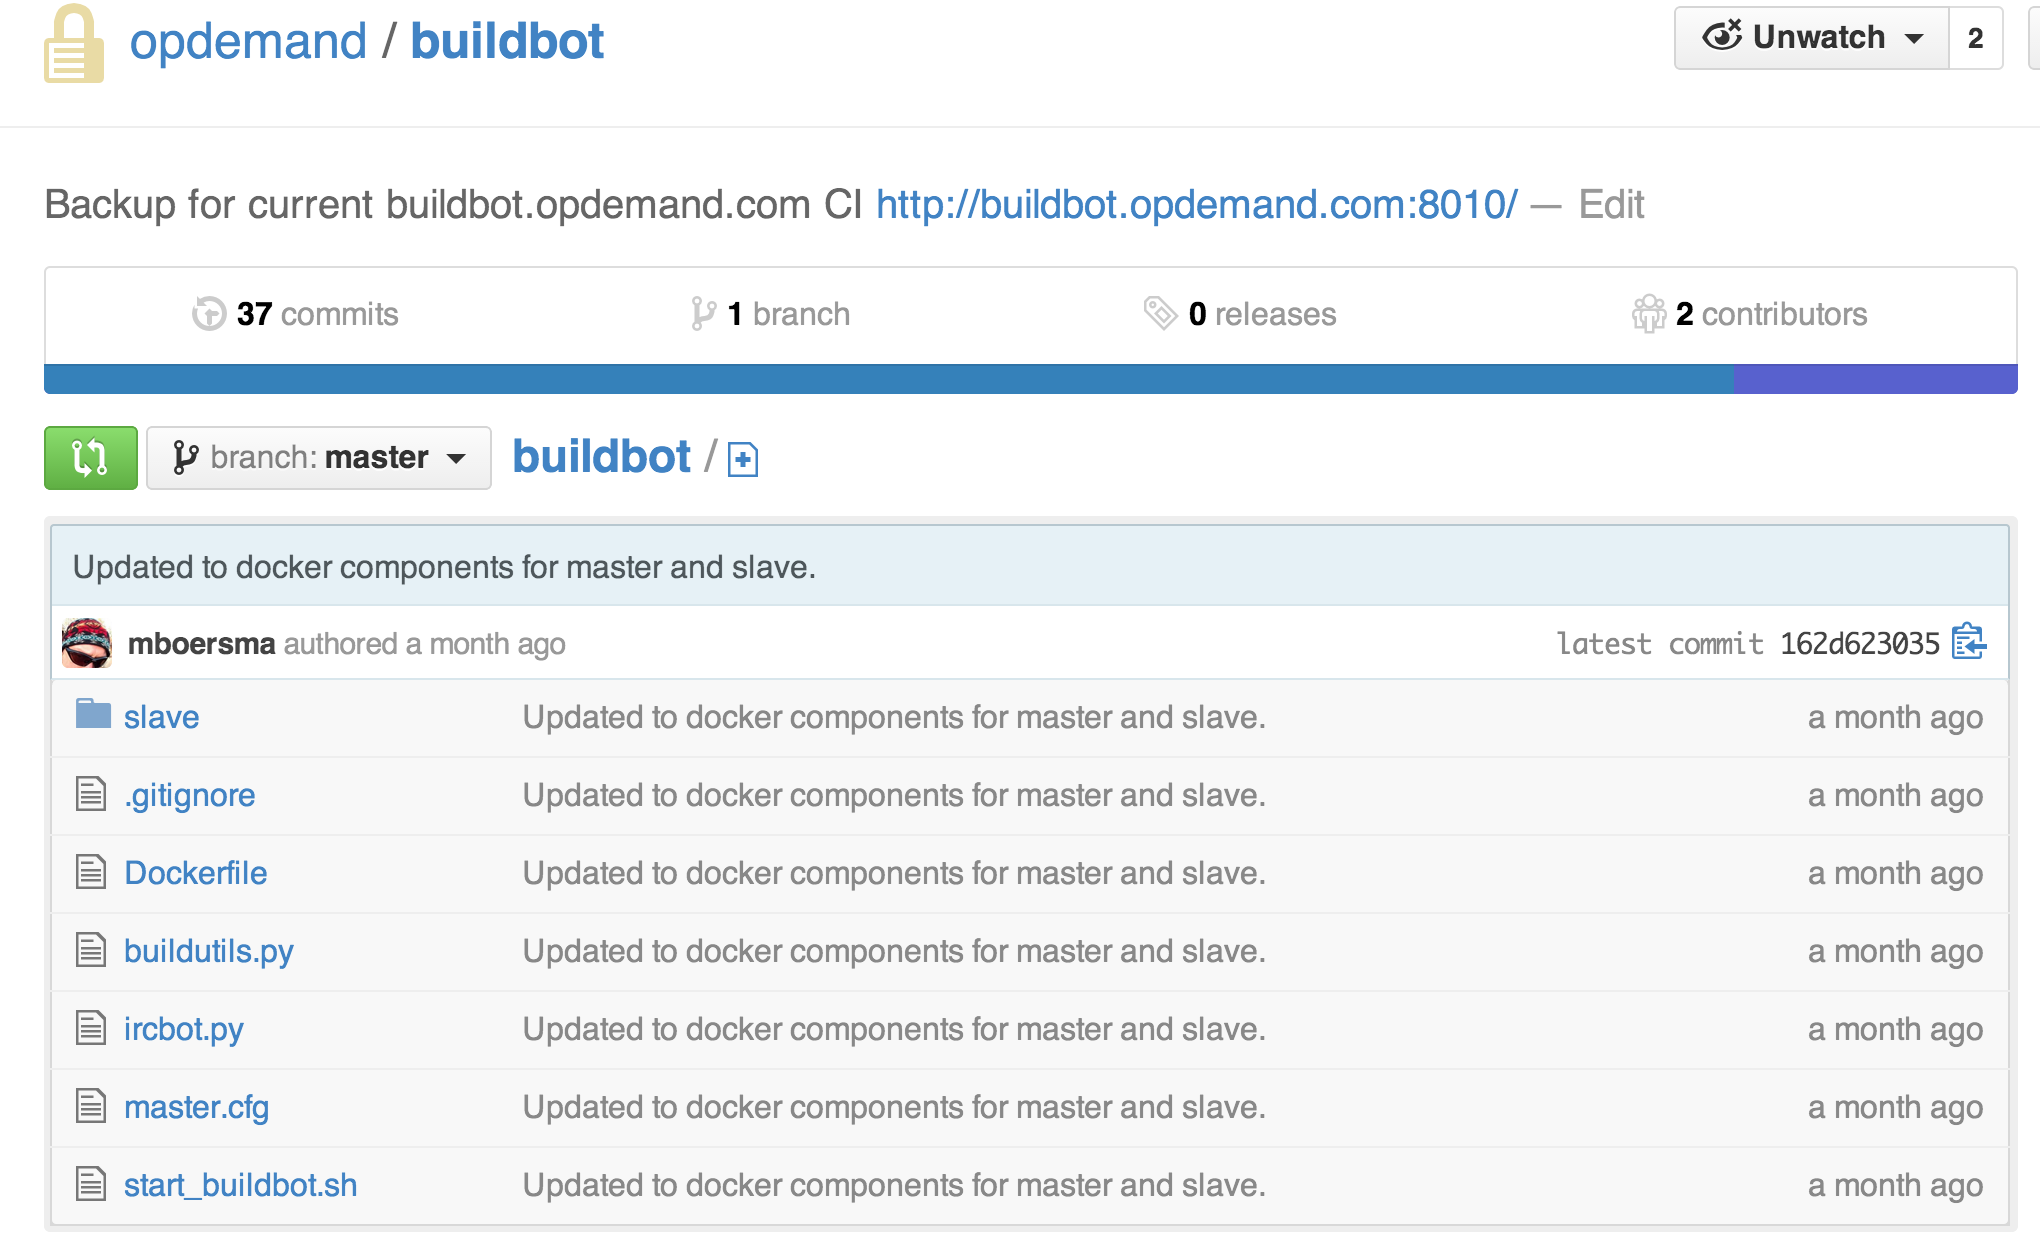 opdemand / buildbot
Unwatch 2
Backup for current buildbot.opdemand.com CI http://buildbot.opdemand.com:8010/ — Edit
37 commits 1 branch 0 releases 2 contributors
branch: master buildbot /
Updated to docker components for master and slave.
mboersma authored a month ago latest commit 162d623035
slave Updated to docker components for master and slave. a month ago
.gitignore Updated to docker components for master and slave. a month ago
Dockerfile Updated to docker components for master and slave. a month ago
buildutils.py Updated to docker components for master and slave. a month ago
ircbot.py Updated to docker components for master and slave. a month ago
master.cfg Updated to docker components for master and slave. a month ago
start_buildbot.sh Updated to docker components for master and slave. a month ago